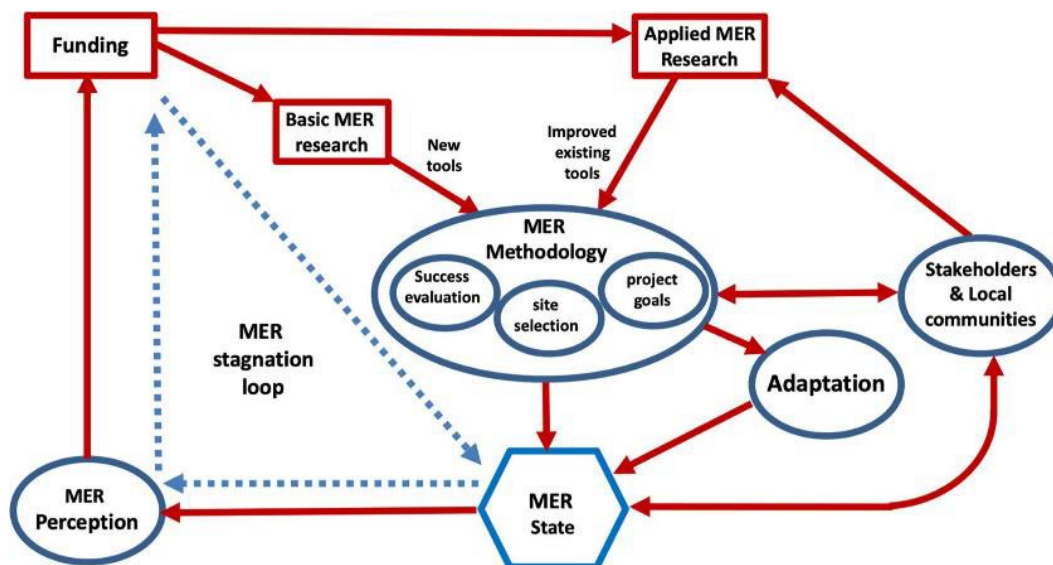 Funding
Applied MER
Research
Basic MER
research
New
tools
Improved
existing
tools
MER
Methodology
Success
evaluation
site
selection
project
goals
Stakeholders
& Local
communities
MER
stagnation
loop
Adaptation
MER
Perception
MER
State